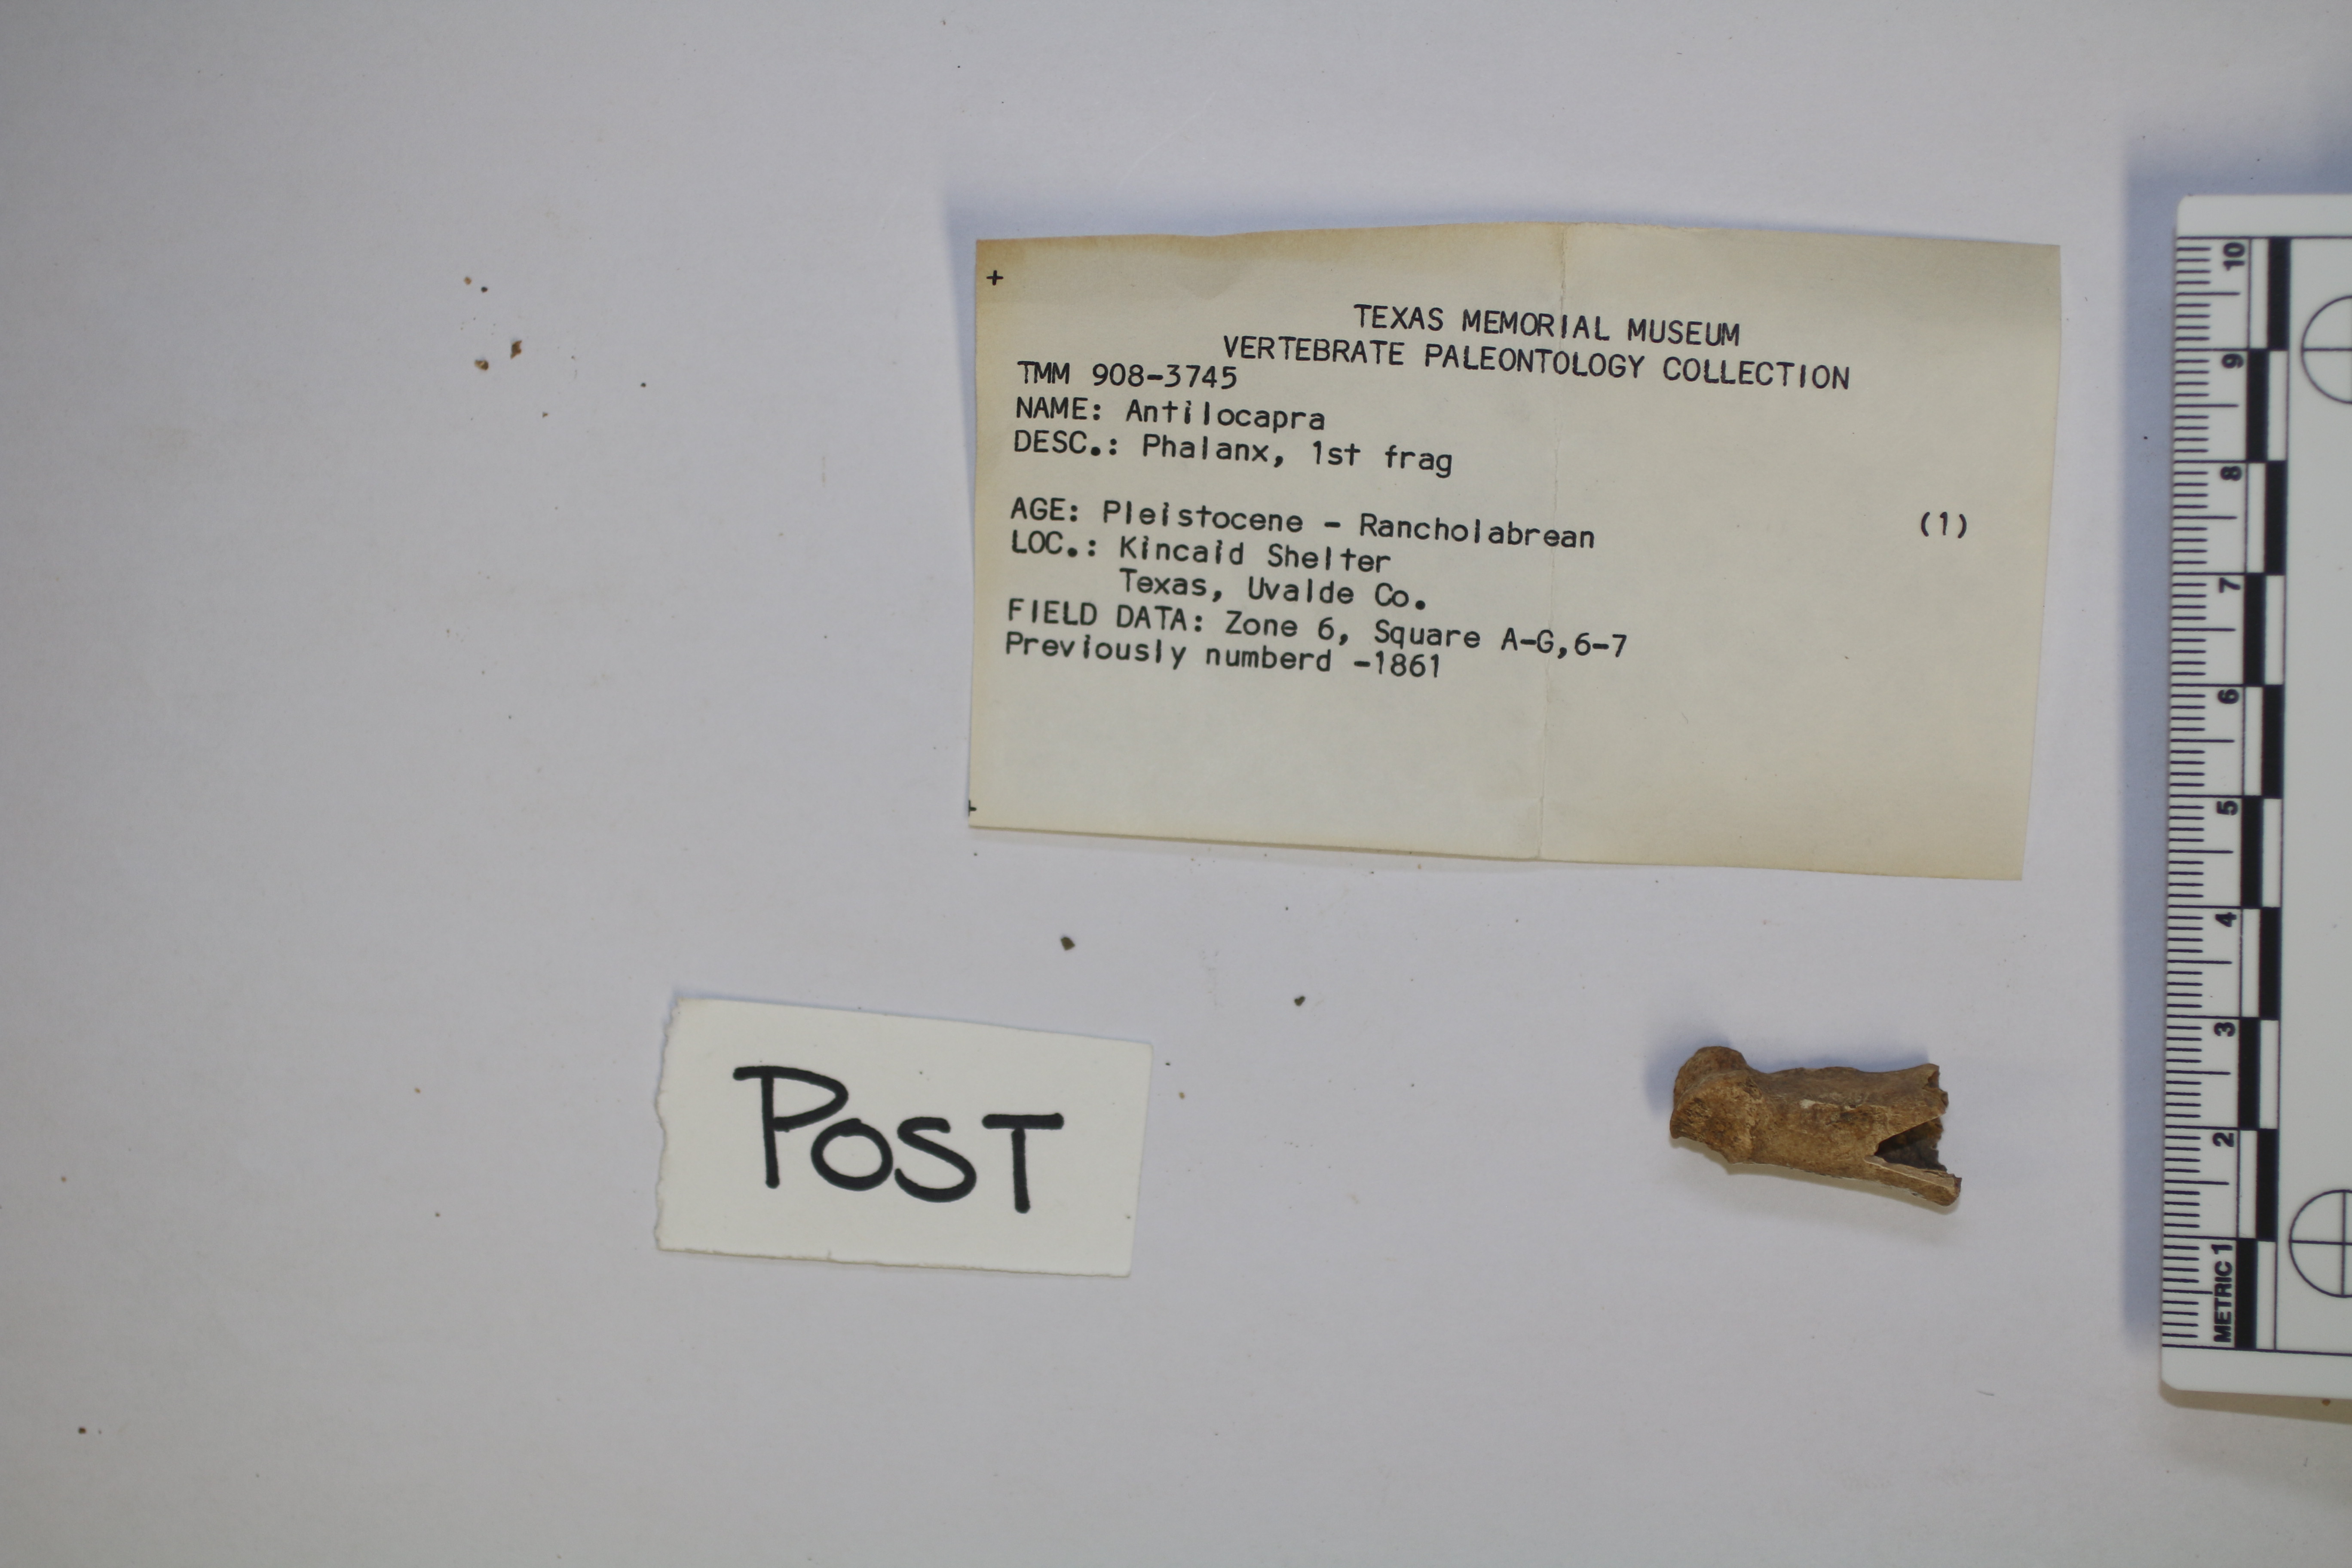 +
TEXAS MEMORIAL MUSEUM
VERTEBRATE PALEONTOLOGY COLLECTION
TMM 908-3745
NAME: Antilocapra
DESC.: Phalanx, 1st frag
AGE: Pleistocene - Rancholabrean (1)
LOC.: Kincaid Shelter
Texas, Uvalde Co.
FIELD DATA: Zone 6, Square A-G,6-7
Previously numberd -1861
+
POST
10
9
8
7
6
5
4
3
2
METRIC 1